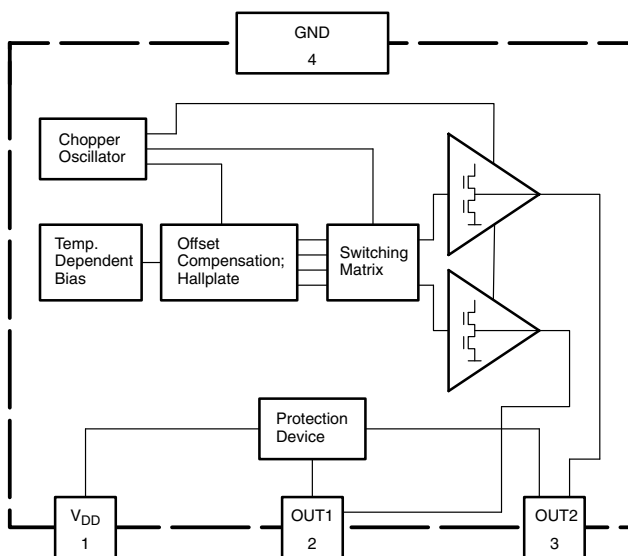 GND
4
Chopper
Oscillator
Temp.
Dependent
Bias
Offset
Compensation;
Hallplate
Switching
Matrix
Protection
Device
VDD
1
OUT1
2
OUT2
3